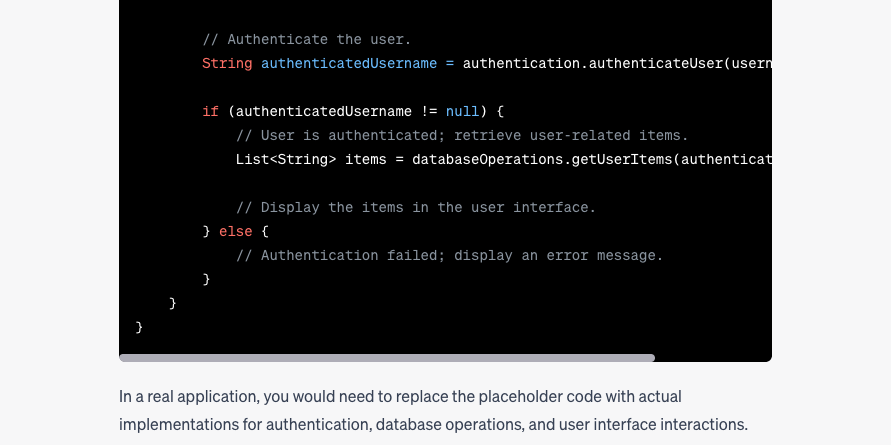 // Authenticate the user.
String authenticatedUsername = authentication.authenticateUser(usern
if (authenticatedUsername != null) {
// User is authenticated; retrieve user-related items.
List<String> items = databaseOperations.getUserItems(authenticat
// Display the items in the user interface.
} else {
// Authentication failed; display an error message.
}
}
}
In a real application, you would need to replace the placeholder code with actual
implementations for authentication, database operations, and user interface interactions.